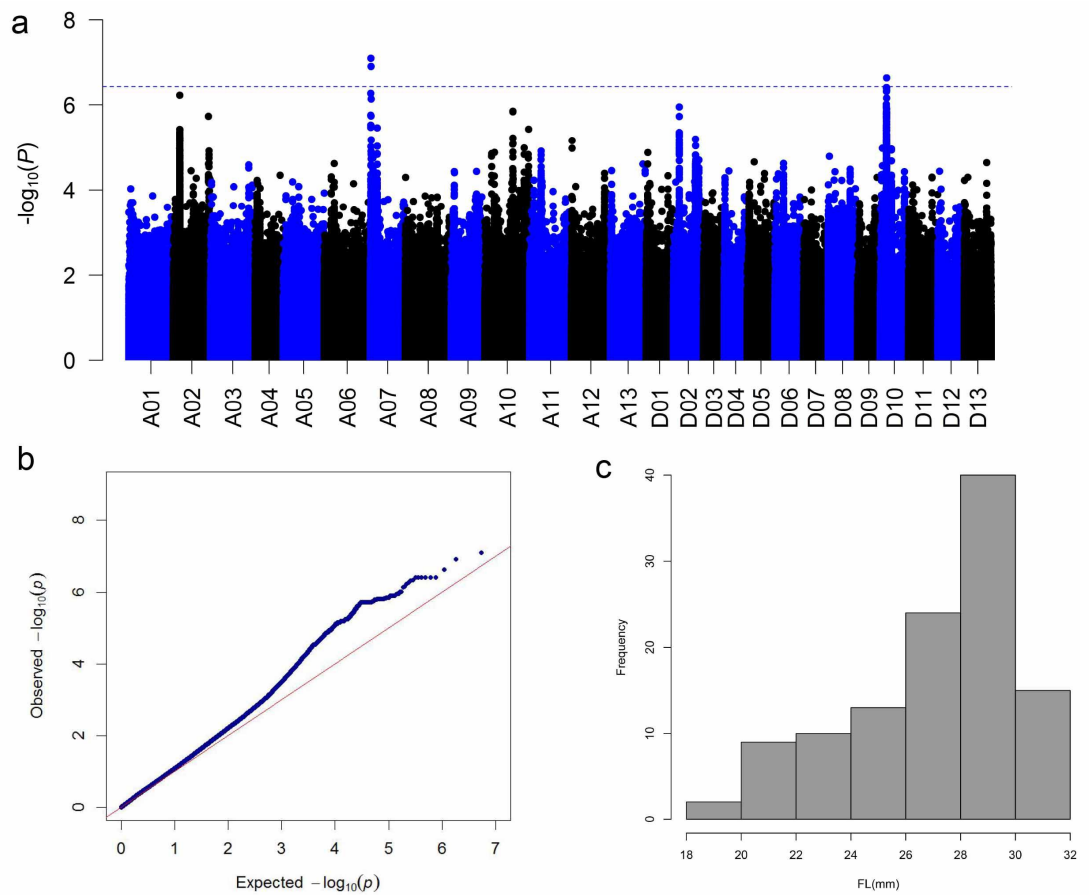 a
8
6
4
2
0
-log10(P)
A01 A02 A03 A04 A05 A06 A07 A08 A09 A10 A11 A12 A13 D01 D02 D03 D04 D05 D06 D07 D08 D09 D10 D11 D12 D13
b
8
6
4
2
0
Observed −log10(p)
0 1 2 3 4 5 6 7
Expected −log10(p)
c
40
30
20
10
0
Frequency
18 20 22 24 26 28 30 32
FL(mm)